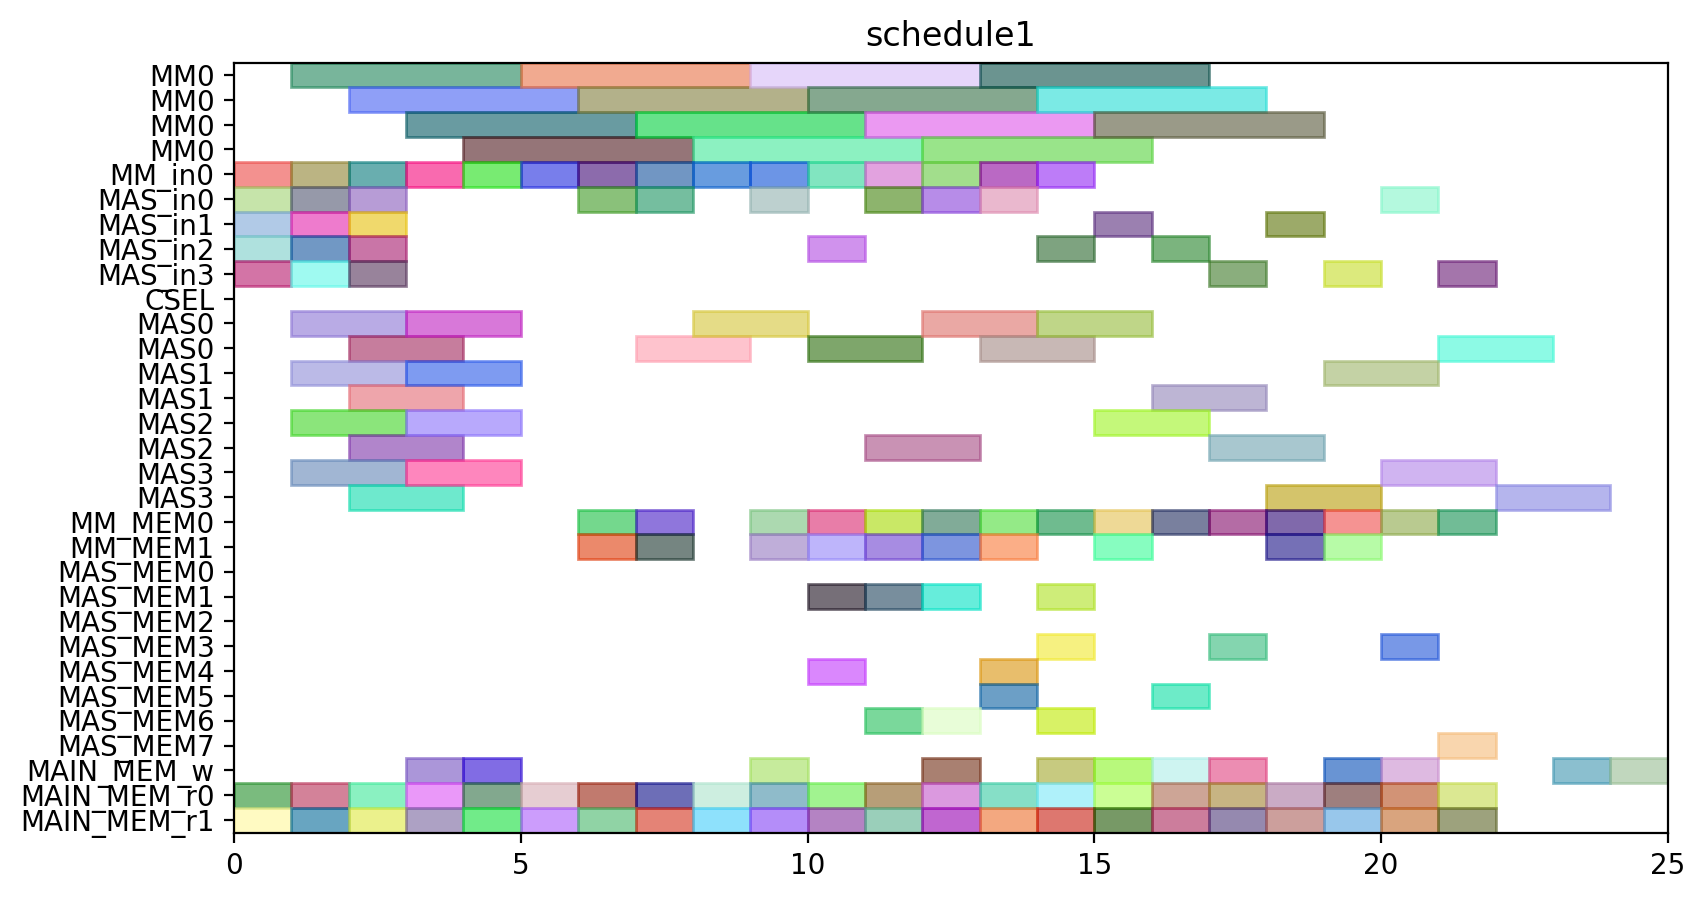 schedule1
MM0
MM0
MM0
MM0
MM_in0
MAS_in0
MAS_in1
MAS_in2
MAS_in3
CSEL
MAS0
MAS0
MAS1
MAS1
MAS2
MAS2
MAS3
MAS3
MM_MEM0
MM_MEM1
MAS_MEM0
MAS_MEM1
MAS_MEM2
MAS_MEM3
MAS_MEM4
MAS_MEM5
MAS_MEM6
MAS_MEM7
MAIN_MEM_w
MAIN_MEM_r0
MAIN_MEM_r1
0 5 10 15 20 25